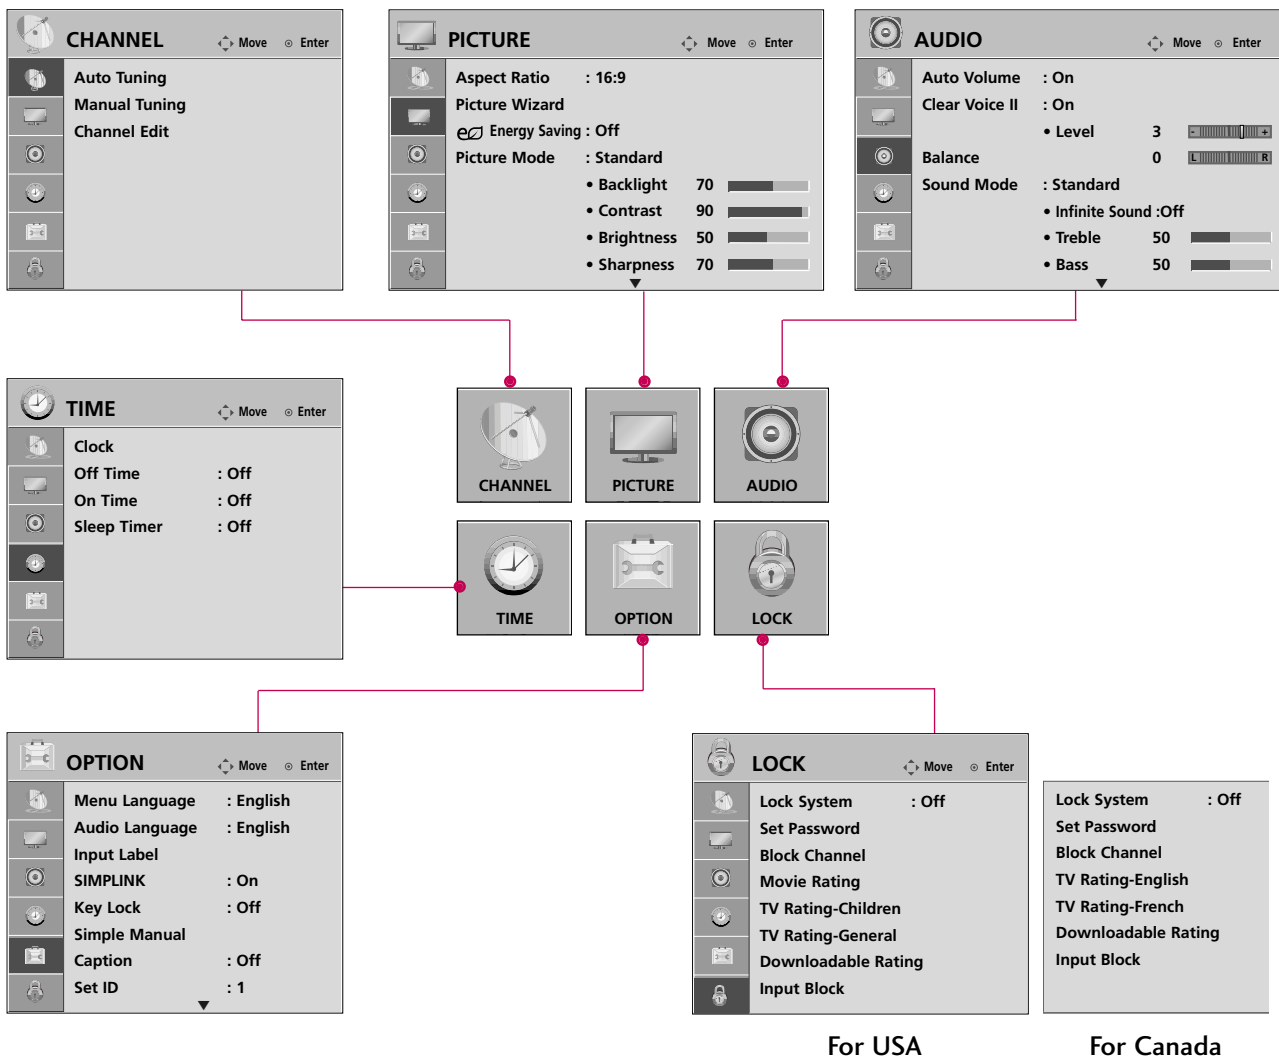 CHANNEL Move Enter
Auto Tuning
Manual Tuning
Channel Edit
PICTURE Move Enter
Aspect Ratio : 16:9
Picture Wizard
e Energy Saving : Off
Picture Mode : Standard
• Backlight 70
• Contrast 90
• Brightness 50
• Sharpness 70
AUDIO Move Enter
Auto Volume : On
Clear Voice II : On
• Level 3 - +
Balance 0 L R
Sound Mode : Standard
• Infinite Sound :Off
• Treble 50
• Bass 50
TIME Move Enter
Clock
Off Time : Off
On Time : Off
Sleep Timer : Off
CHANNEL
PICTURE
AUDIO
TIME
OPTION
LOCK
OPTION Move Enter
Menu Language : English
Audio Language : English
Input Label
SIMPLINK : On
Key Lock : Off
Simple Manual
Caption : Off
Set ID : 1
LOCK Move Enter
Lock System : Off
Set Password
Block Channel
Movie Rating
TV Rating-Children
TV Rating-General
Downloadable Rating
Input Block
For USA
Lock System : Off
Set Password
Block Channel
TV Rating-English
TV Rating-French
Downloadable Rating
Input Block
For Canada